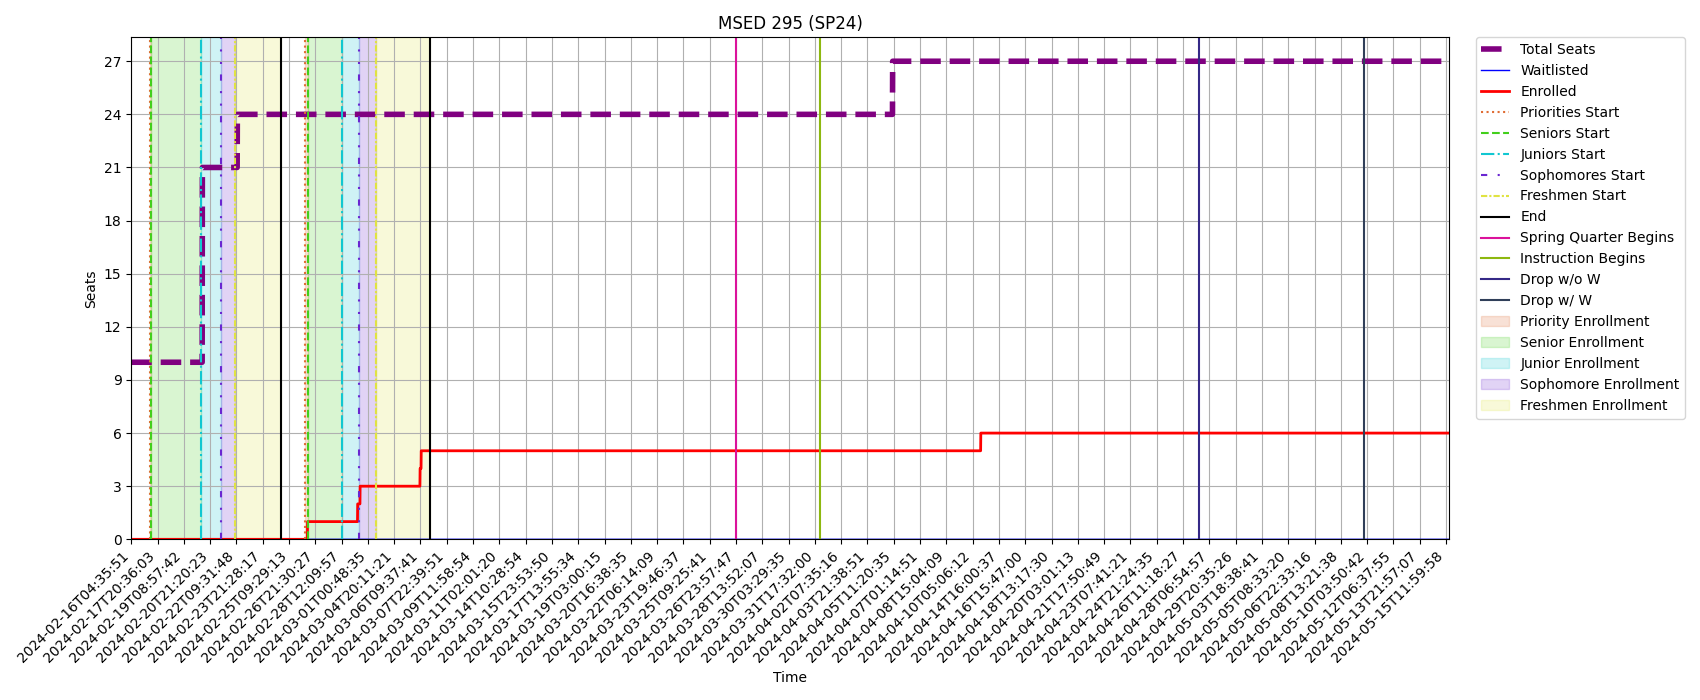 MSED 295 (SP24)
Seats
27
24
21
18
15
12
9
6
3
0
2024-02-16T04:35:51
2024-02-17T20:36:03
2024-02-19T08:57:42
2024-02-20T21:20:23
2024-02-22T09:31:48
2024-02-23T21:28:17
2024-02-25T09:29:13
2024-02-26T21:30:27
2024-02-28T12:09:57
2024-03-01T00:48:35
2024-03-04T20:11:21
2024-03-06T09:37:41
2024-03-07T22:39:51
2024-03-09T11:58:54
2024-03-11T02:01:20
2024-03-14T10:28:54
2024-03-15T23:53:50
2024-03-17T13:55:34
2024-03-19T03:00:15
2024-03-20T16:38:35
2024-03-22T06:14:09
2024-03-23T19:46:37
2024-03-25T09:25:41
2024-03-26T23:57:47
2024-03-28T13:52:07
2024-03-30T03:29:35
2024-03-31T17:32:00
2024-04-02T07:35:16
2024-04-03T21:38:51
2024-04-05T11:20:35
2024-04-07T01:14:51
2024-04-08T15:04:09
2024-04-10T05:06:12
2024-04-14T16:00:37
2024-04-16T15:47:00
2024-04-18T13:17:30
2024-04-20T03:01:13
2024-04-21T17:50:49
2024-04-23T07:41:21
2024-04-24T21:24:35
2024-04-26T11:18:27
2024-04-28T06:54:57
2024-04-29T20:35:26
2024-05-03T18:38:41
2024-05-05T08:33:20
2024-05-06T22:33:16
2024-05-08T13:21:38
2024-05-10T03:50:42
2024-05-12T06:37:55
2024-05-13T21:57:07
2024-05-15T11:59:58
Time
Total Seats
Waitlisted
Enrolled
Priorities Start
Seniors Start
Juniors Start
Sophomores Start
Freshmen Start
End
Spring Quarter Begins
Instruction Begins
Drop w/o W
Drop w/ W
Priority Enrollment
Senior Enrollment
Junior Enrollment
Sophomore Enrollment
Freshmen Enrollment